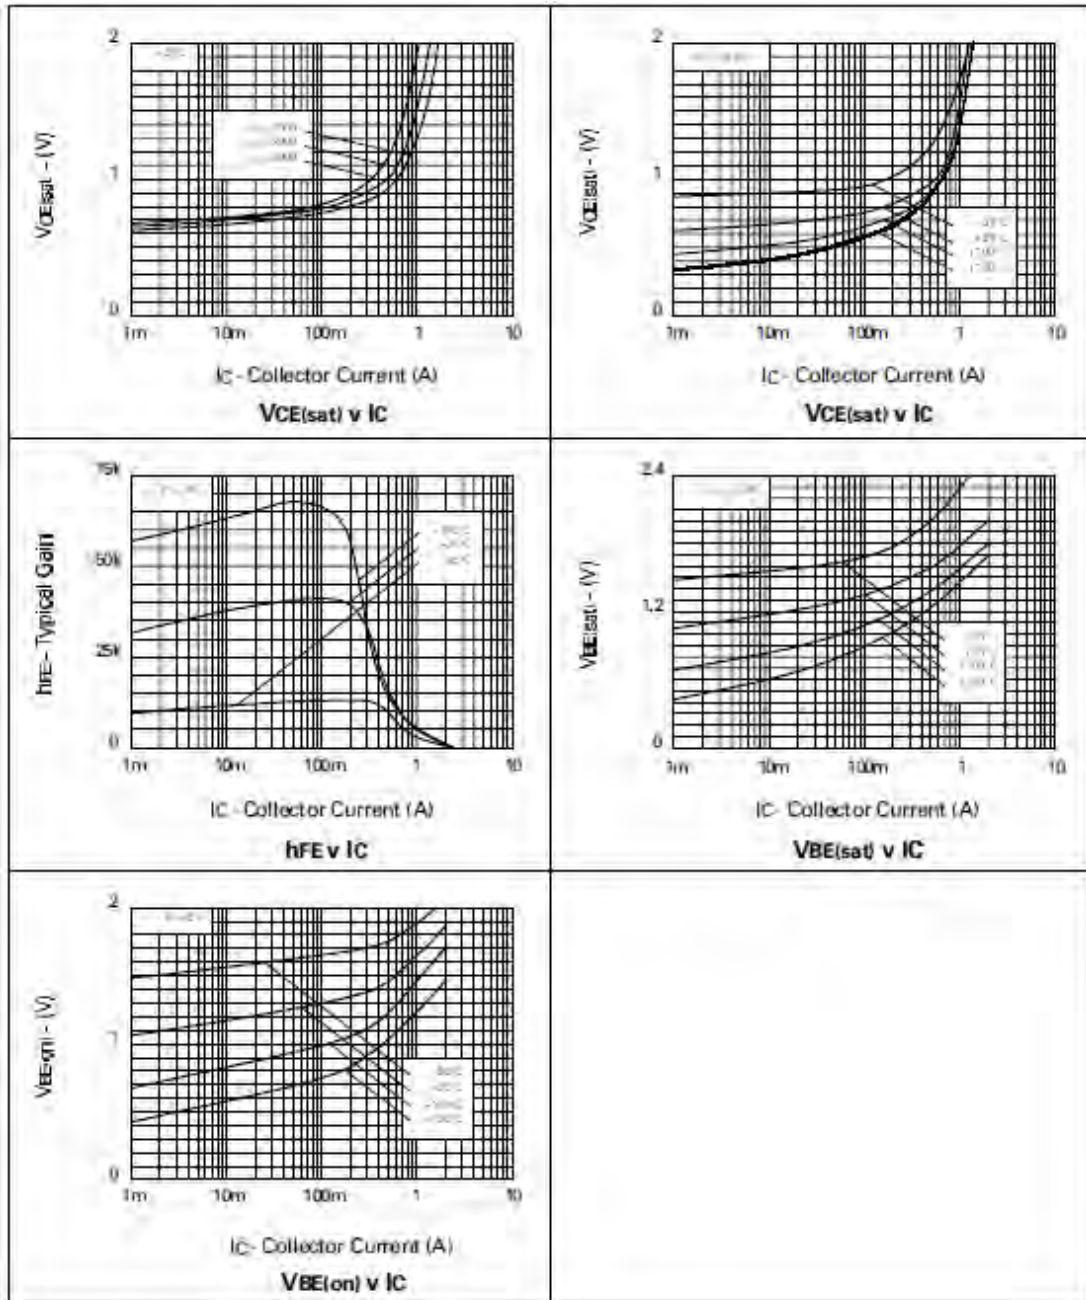 2
1
0
VCE(sat) - (V)
1m 10m 100m 1 10
IC - Collector Current (A)
VCE(sat) v IC
2
1
0
VCE(sat) - (V)
1m 10m 100m 1 10
IC - Collector Current (A)
VCE(sat) v IC
75k
50k
25k
0
hFE - Typical Gain
1m 10m 100m 1 10
IC - Collector Current (A)
hFE v IC
2.4
1.2
0
VBE(sat) - (V)
1m 10m 100m 1 10
IC - Collector Current (A)
VBE(sat) v IC
2
1
0
VBE(on) - (V)
1m 10m 100m 1 10
IC - Collector Current (A)
VBE(on) v IC